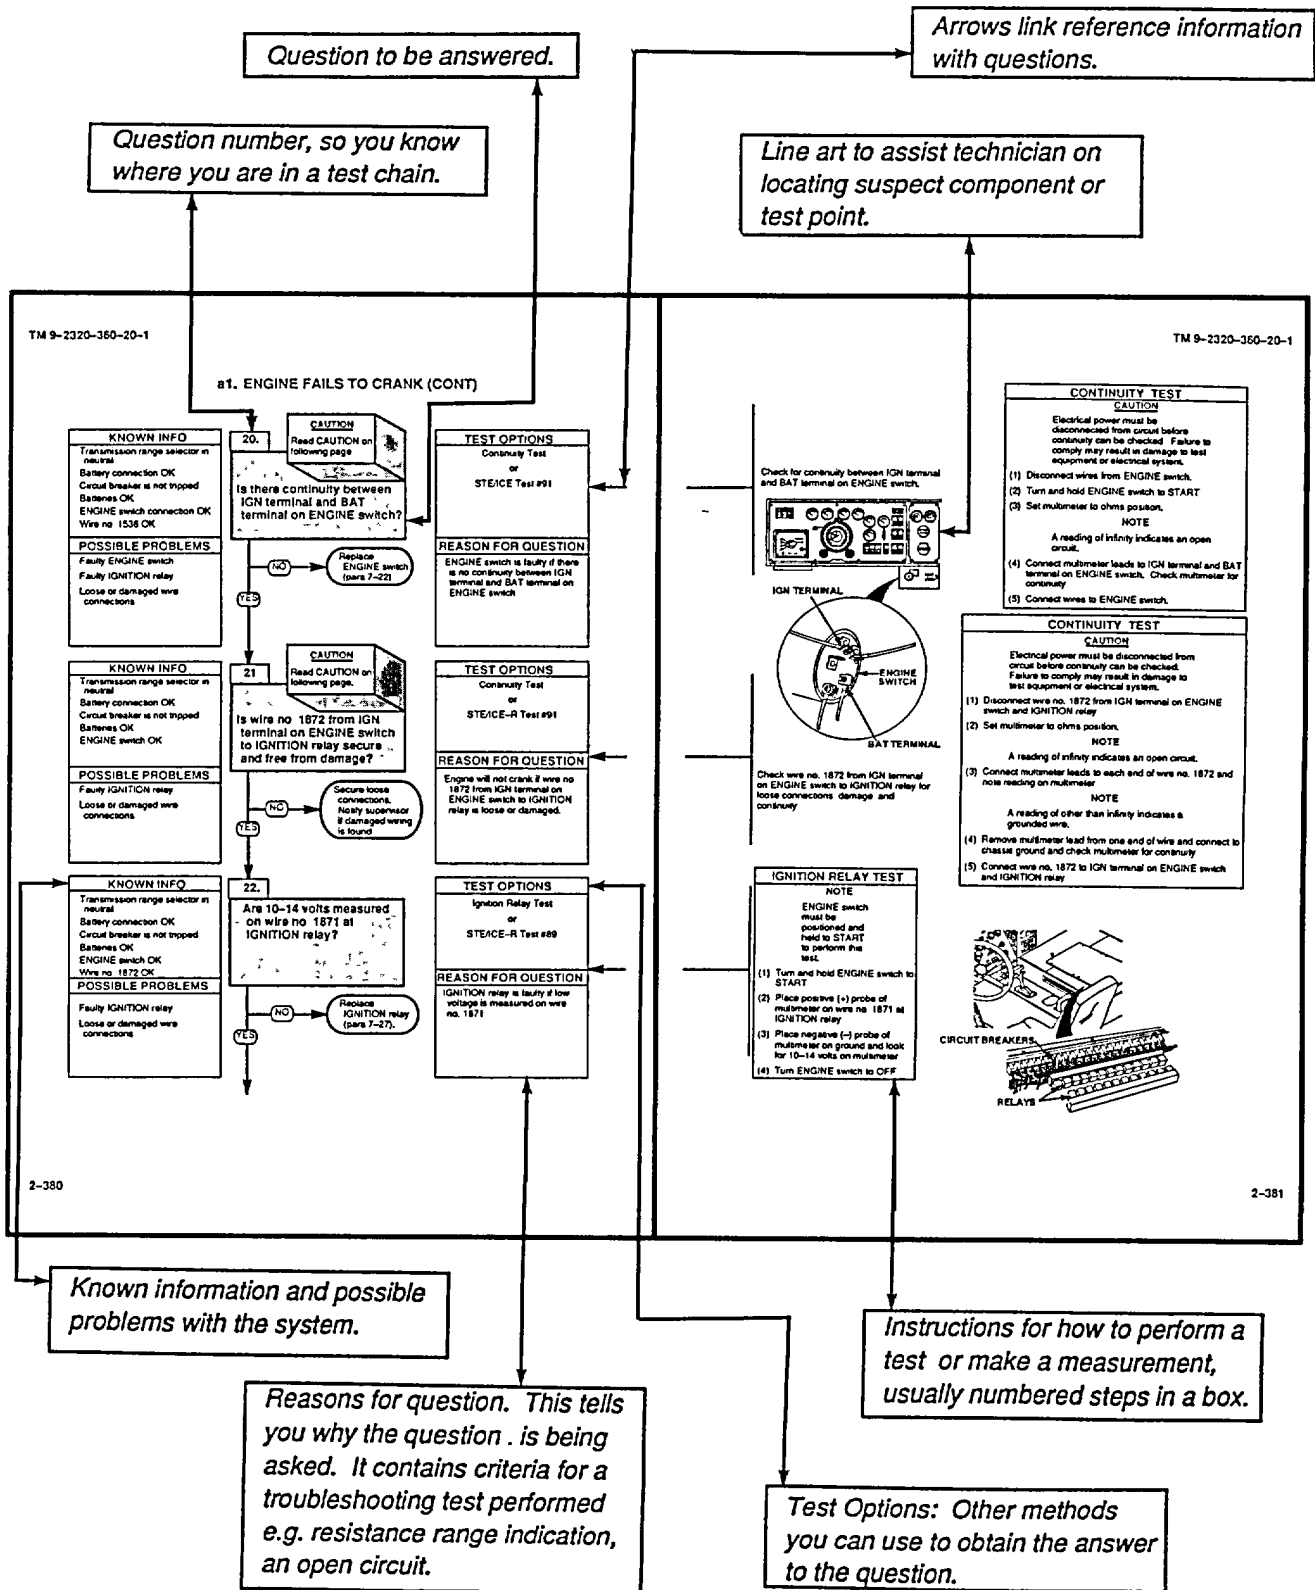 Question to be answered.
Arrows link reference information
with questions.
Question number, so you know
where you are in a test chain.
Line art to assist technician on
locating suspect component or
test point.
TM 9-2320-360-20-1
a1. ENGINE FAILS TO CRANK (CONT)
KNOWN INFO
Transmission range selector in
neutral
Battery connection OK
Circuit breaker is not tripped
Batteries OK
ENGINE switch connection OK
Wire no 1536 OK
POSSIBLE PROBLEMS
Faulty ENGINE switch
Faulty IGNITION relay
Loose or damaged wire
connections
20.
CAUTION
Read CAUTION on
following page
Is there continuity between
IGN terminal and BAT
terminal on ENGINE switch?
NO
Replace
ENGINE switch
(para 7-22)
YES
TEST OPTIONS
Continuity Test
or
STE/ICE Test #91
REASON FOR QUESTION
ENGINE switch is faulty if there
is no continuity between IGN
terminal and BAT terminal on
ENGINE switch
KNOWN INFO
Transmission range selector in
neutral
Battery connection OK
Circuit breaker is not tripped
Batteries OK
ENGINE switch OK
POSSIBLE PROBLEMS
Faulty IGNITION relay
Loose or damaged wire
connections
21
CAUTION
Read CAUTION on
following page.
Is wire no 1872 from IGN
terminal on ENGINE switch
to IGNITION relay secure
and free from damage?
NO
Secure loose
connections.
Notify supervisor
if damaged wiring
is found
YES
TEST OPTIONS
Continuity Test
or
STE/ICE-R Test #91
REASON FOR QUESTION
Engine will not crank if wire no
1872 from IGN terminal on
ENGINE switch to IGNITION
relay is loose or damaged.
KNOWN INFO
Transmission range selector in
neutral
Battery connection OK
Circuit breaker is not tripped
Batteries OK
ENGINE switch OK
Wire no. 1872 OK
POSSIBLE PROBLEMS
Faulty IGNITION relay
Loose or damaged wire
connections
22.
Are 10-14 volts measured
on wire no 1871 at
IGNITION relay?
NO
Replace
IGNITION relay
(para 7-27).
YES
TEST OPTIONS
Ignition Relay Test
or
STE/ICE-R Test #89
REASON FOR QUESTION
IGNITION relay is faulty if low
voltage is measured on wire
no. 1871
2-380
TM 9-2320-360-20-1
Check for continuity between IGN terminal
and BAT terminal on ENGINE switch.
IGN TERMINAL
ENGINE
SWITCH
BAT TERMINAL
Check wire no. 1872 from IGN terminal
on ENGINE switch to IGNITION relay for
loose connections damage and
continuity
CONTINUITY TEST
CAUTION
Electrical power must be
disconnected from circuit before
continuity can be checked Failure to
comply may result in damage to test
equipment or electrical system.
(1) Disconnect wires from ENGINE switch.
(2) Turn and hold ENGINE switch to START
(3) Set multimeter to ohms position.
NOTE
A reading of infinity indicates an open
circuit.
(4) Connect multimeter leads to IGN terminal and BAT
terminal on ENGINE switch. Check multimeter for
continuity
(5) Connect wires to ENGINE switch.
CONTINUITY TEST
CAUTION
Electrical power must be disconnected from
circuit before continuity can be checked.
Failure to comply may result in damage to
test equipment or electrical system.
(1) Disconnect wire no. 1872 from IGN terminal on ENGINE
switch and IGNITION relay
(2) Set multimeter to ohms position.
NOTE
A reading of infinity indicates an open circuit.
(3) Connect multimeter leads to each end of wire no. 1872 and
note reading on multimeter
NOTE
A reading of other than infinity indicates a
grounded wire.
(4) Remove multimeter lead from one end of wire and connect to
chassis ground and check multimeter for continuity
(5) Connect wire no. 1872 to IGN terminal on ENGINE switch
and IGNITION relay
IGNITION RELAY TEST
NOTE
ENGINE switch
must be
positioned and
held to START
to perform this
test.
(1) Turn and hold ENGINE switch to
START
(2) Place positive (+) probe of
multimeter on wire no 1871 at
IGNITION relay
(3) Place negative (–) probe of
multimeter on ground and look
for 10-14 volts on multimeter
(4) Turn ENGINE switch to OFF
CIRCUIT BREAKERS
RELAYS
2-381
Known information and possible
problems with the system.
Instructions for how to perform a
test or make a measurement,
usually numbered steps in a box.
Reasons for question. This tells
you why the question . is being
asked. It contains criteria for a
troubleshooting test performed
e.g. resistance range indication,
an open circuit.
Test Options: Other methods
you can use to obtain the answer
to the question.